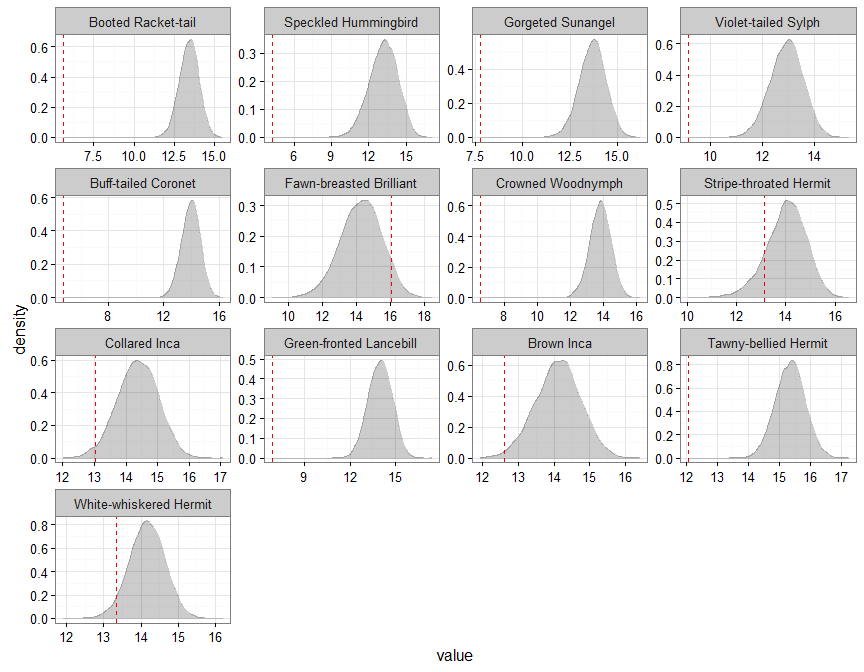 Booted Racket-tail
Speckled Hummingbird
Gorgeted Sunangel
Violet-tailed Sylph
0.6
0.4
0.2
0.0
0.3
0.2
0.1
0.0
0.4
0.2
0.0
0.6
0.4
0.2
0.0
7.5 10.0 12.5 15.0
6 9 12 15
7.5 10.0 12.5 15.0
10 12 14
Buff-tailed Coronet
Fawn-breasted Brilliant
Crowned Woodnymph
Stripe-throated Hermit
0.6
0.4
0.2
0.0
0.3
0.2
0.1
0.0
0.6
0.4
0.2
0.0
0.5
0.4
0.3
0.2
0.1
0.0
8 12 16
10 12 14 16 18
8 10 12 14 16
10 12 14 16
density
Collared Inca
Green-fronted Lancebill
Brown Inca
Tawny-bellied Hermit
0.6
0.4
0.2
0.0
0.5
0.4
0.3
0.2
0.1
0.0
0.6
0.4
0.2
0.0
0.8
0.6
0.4
0.2
0.0
12 13 14 15 16 17
9 12 15
12 13 14 15 16
12 13 14 15 16 17
White-whiskered Hermit
0.8
0.6
0.4
0.2
0.0
12 13 14 15 16
value